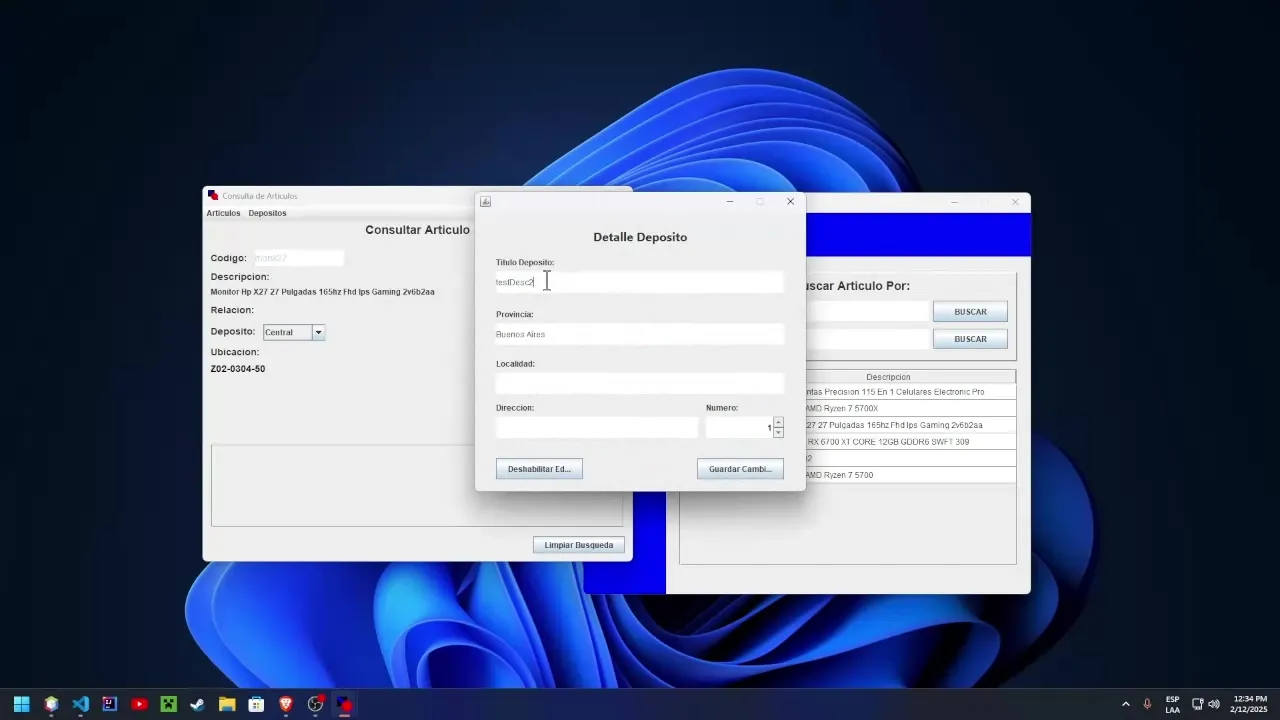 Consulta de Articulos
Articulos Depositos
Consultar Articulo
Codigo: monX27
Descripcion:
Monitor Hp X27 27 Pulgadas 165hz Fhd Ips Gaming 2v6b2aa
Relacion:
Deposito: Central
Ubicacion:
Z02-0304-50
Limpiar Busqueda
Detalle Deposito
Titulo Deposito:
testDesc2
Provincia:
Buenos Aires
Localidad:
Direccion: Numero:
1
Deshabilitar Ed... Guardar Cambi...
uscar Articulo Por:
BUSCAR
BUSCAR
Descripcion
ntas Precision 115 En 1 Celulares Electronic Pro
AMD Ryzen 7 5700X
27 27 Pulgadas 165hz Fhd Ips Gaming 2v6b2aa
RX 6700 XT CORE 12GB GDDR6 SWFT 309
2
AMD Ryzen 7 5700
ESP
LAA
12:34 PM
2/12/2025